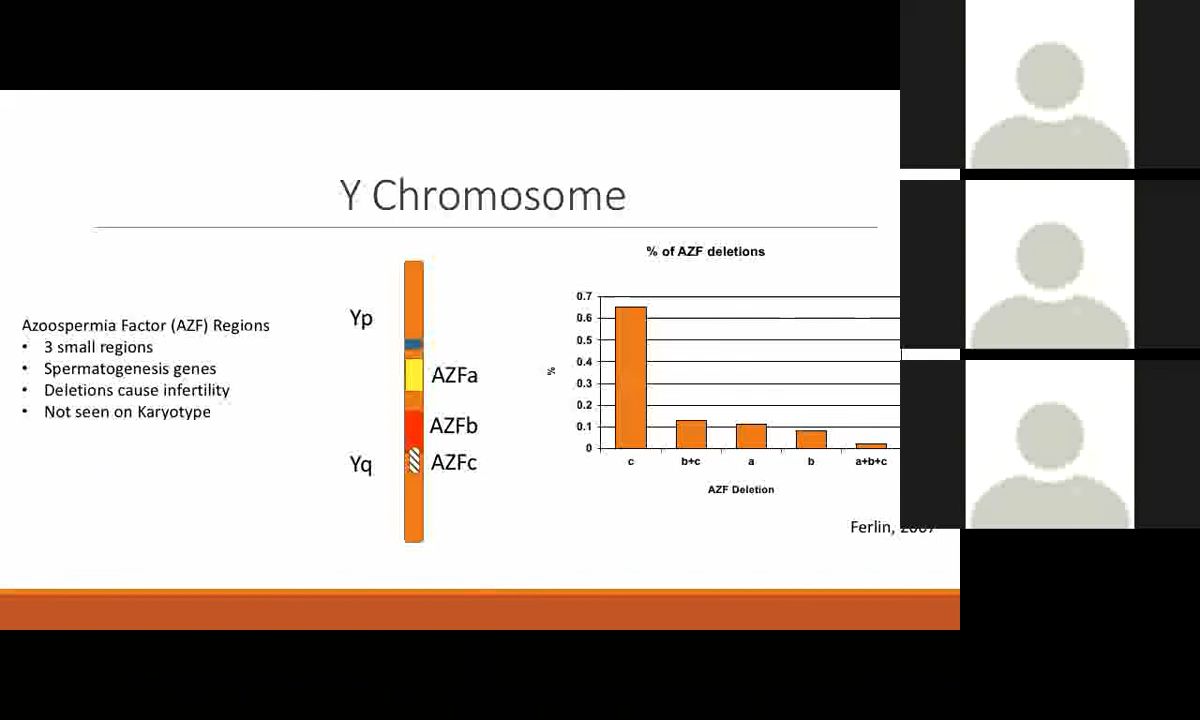 Y Chromosome
Azoospermia Factor (AZF) Regions
• 3 small regions
• Spermatogenesis genes
• Deletions cause infertility
• Not seen on Karyotype
Yp
AZFa
AZFb
Yq
AZFc
% of AZF deletions
0.7
0.6
0.5
0.4
0.3
0.2
0.1
0
%
c
b+c
a
b
a+b+c
AZF Deletion
Ferlin,